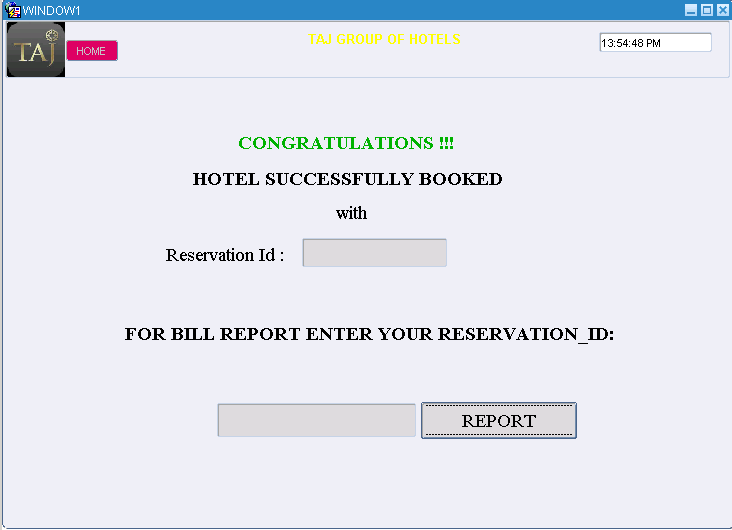 WINDOW1
TAJ
HOME
TAJ GROUP OF HOTELS
13:54:48 PM
CONGRATULATIONS !!!
HOTEL SUCCESSFULLY BOOKED
with
Reservation Id :
FOR BILL REPORT ENTER YOUR RESERVATION_ID:
REPORT